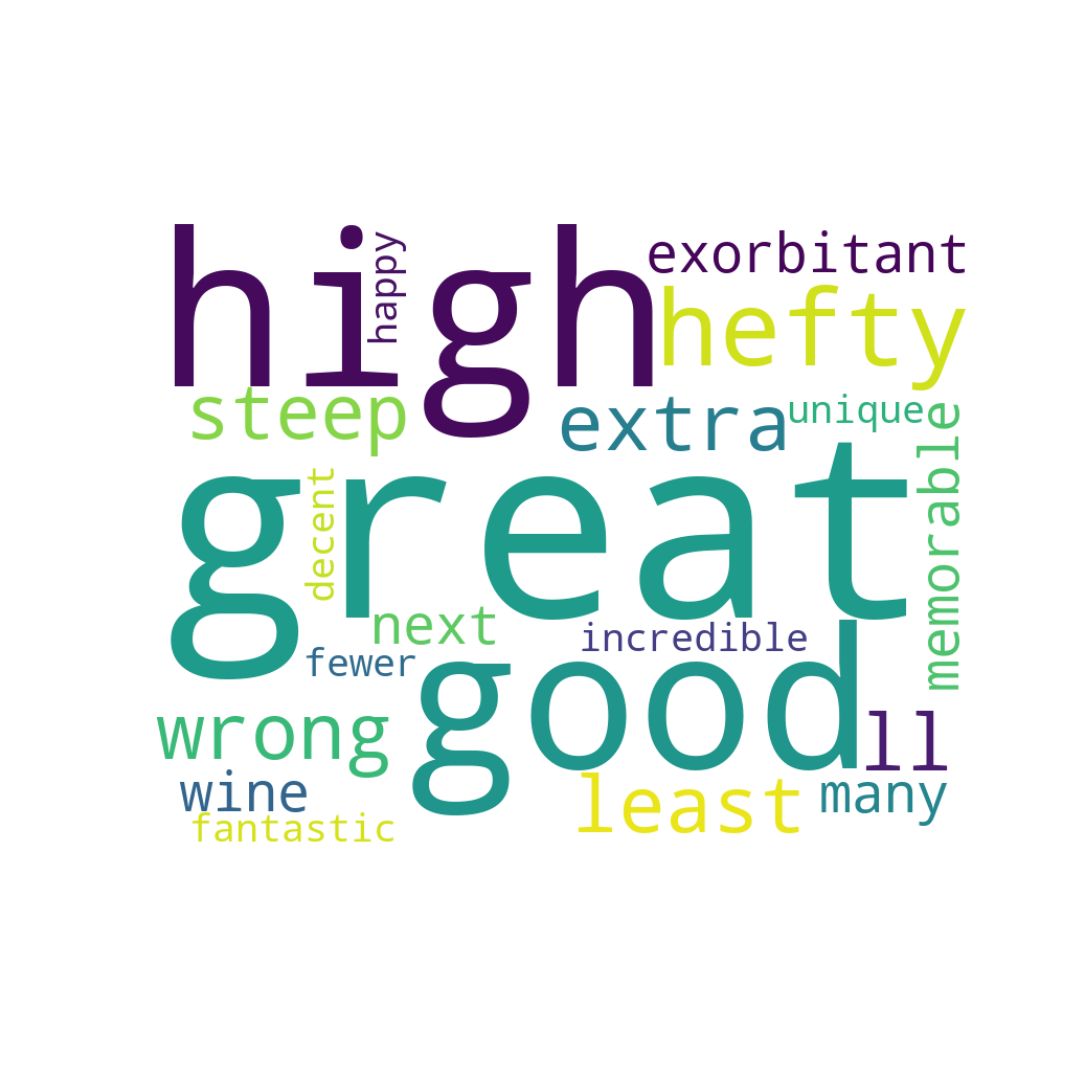 high
happy
exorbitant
hefty
steep
extra
unique
memorable
great
decent
next
incredible
fewer
good
wrong
ll
wine
least
many
fantastic